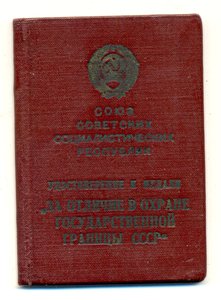 СОЮЗ
СОВЕТСКИХ
СОЦИАЛИСТИЧЕСКИХ
РЕСПУБЛИК
УДОСТОВЕРЕНИЕ К МЕДАЛИ
„ЗА ОТЛИЧИЕ В ОХРАНЕ
ГОСУДАРСТВЕННОЙ
ГРАНИЦЫ СССР“